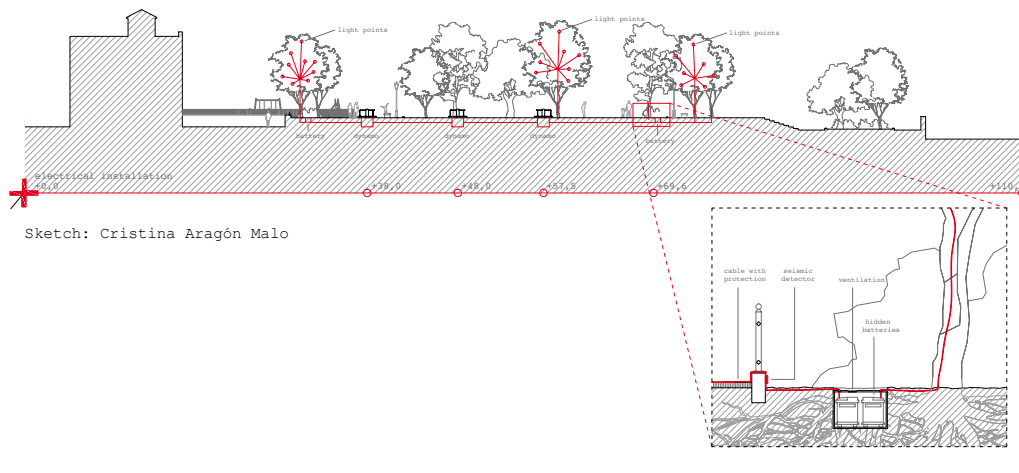 light points
light points
light points
battery
dynamo
dynamo
dynamo
battery
electrical installation
+0,0
+38,0
+48,0
+57,5
+69,6
+110,
Sketch: Cristina Aragón Malo
cable with
protection
seismic
detector
ventilation
hidden
batteries